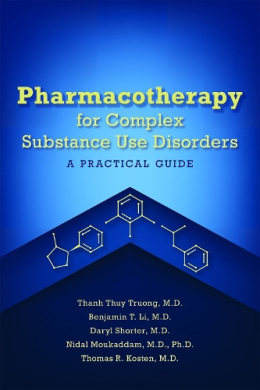 Pharmacotherapy
for Complex
Substance Use Disorders
A PRACTICAL GUIDE
Thanh Thuy Truong, M.D.
Benjamin T. Li, M.D.
Daryl Shorter, M.D.
Nidal Moukaddam, M.D., Ph.D.
Thomas R. Kosten, M.D.